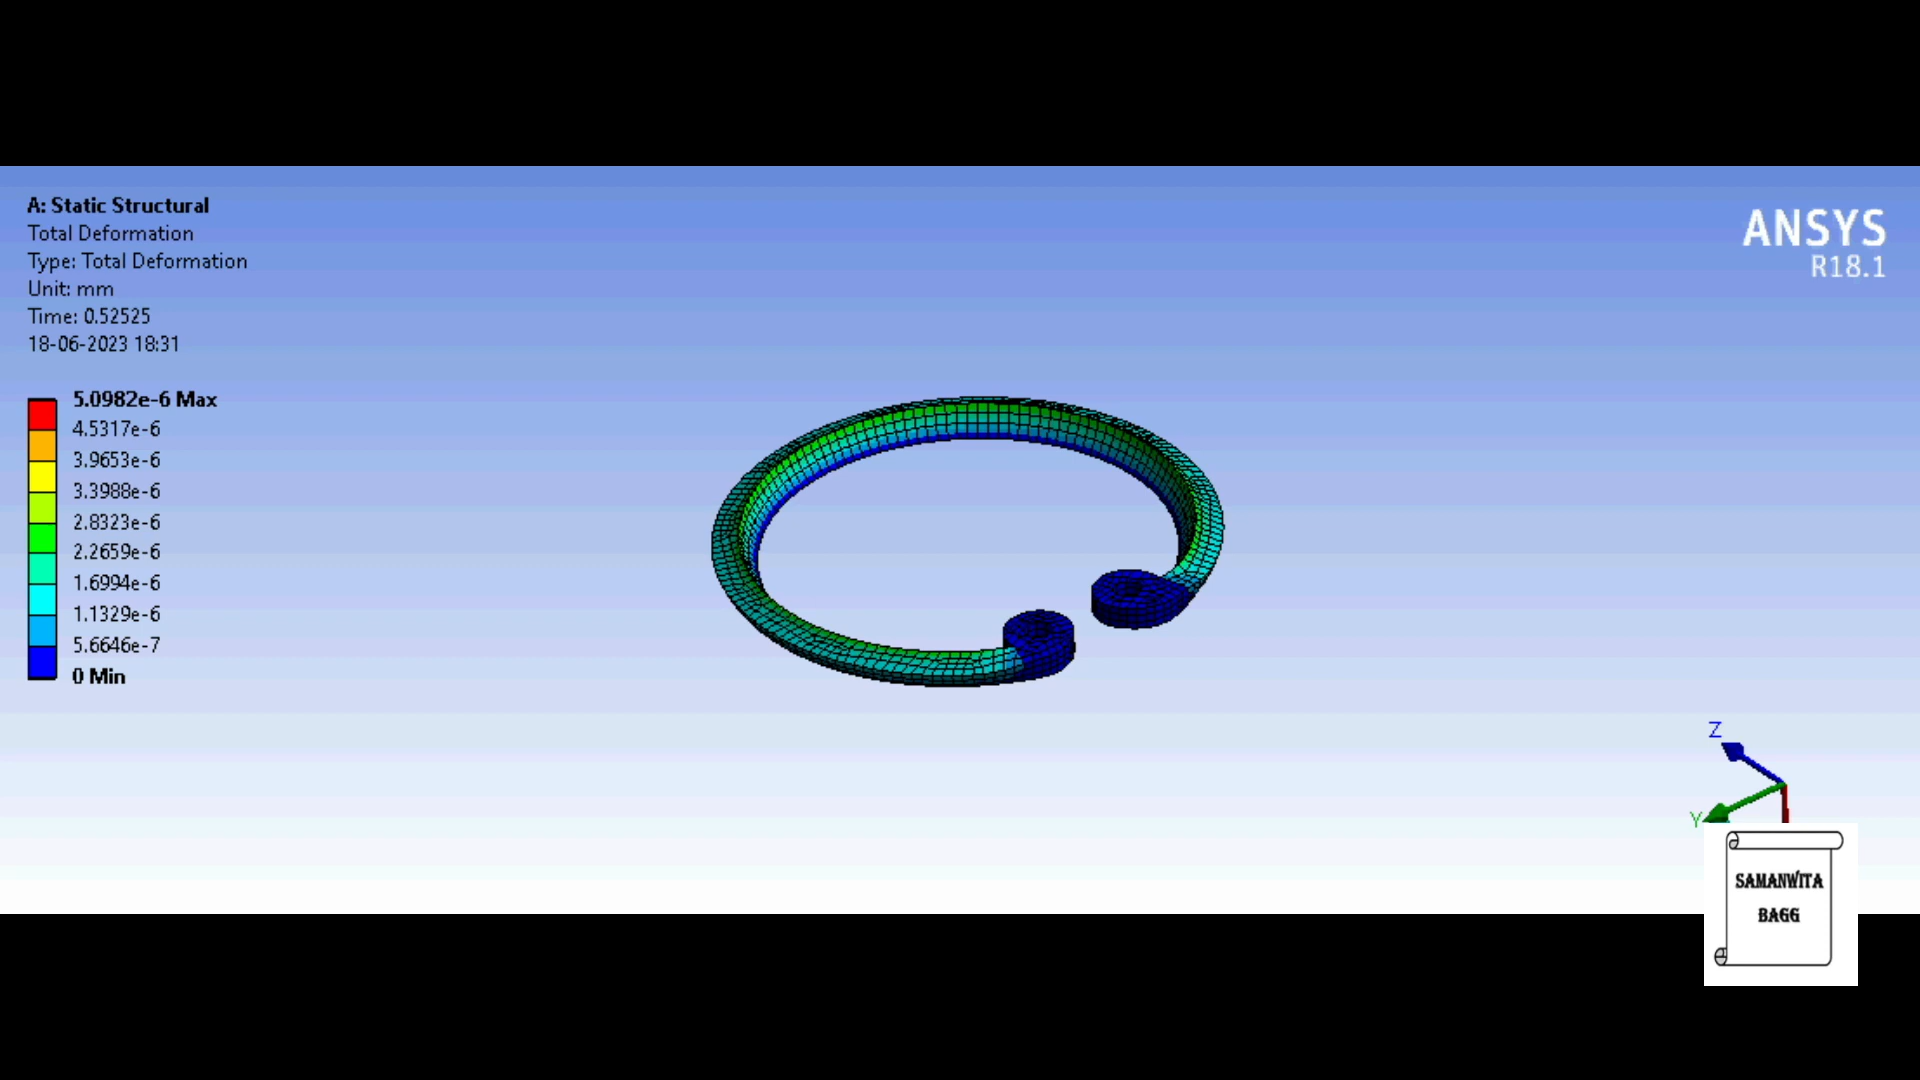 A: Static Structural
Total Deformation
Type: Total Deformation
Unit: mm
Time: 0.52525
18-06-2023 18:31
5.0982e-6 Max
4.5317e-6
3.9653e-6
3.3988e-6
2.8323e-6
2.2659e-6
1.6994e-6
1.1329e-6
5.6646e-7
0 Min
ANSYS
R18.1
Z
Y
SAMANWITA
BAGG